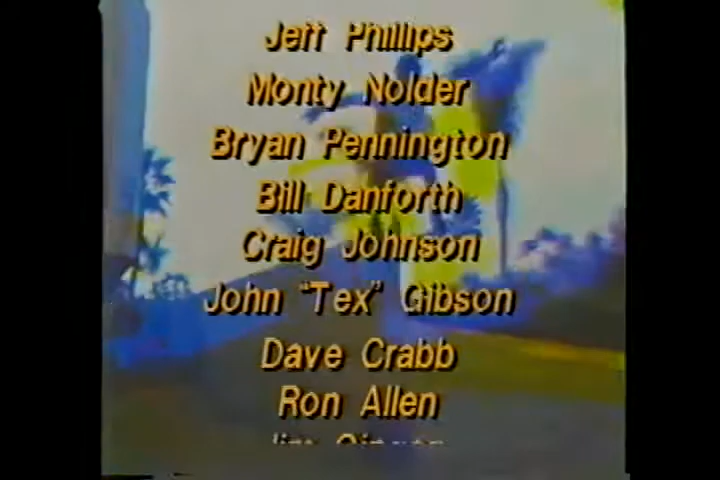 Jeff Phillips
Monty Nolder
Bryan Pennington
Bill Danforth
Craig Johnson
John "Tex" Gibson
Dave Crabb
Ron Allen